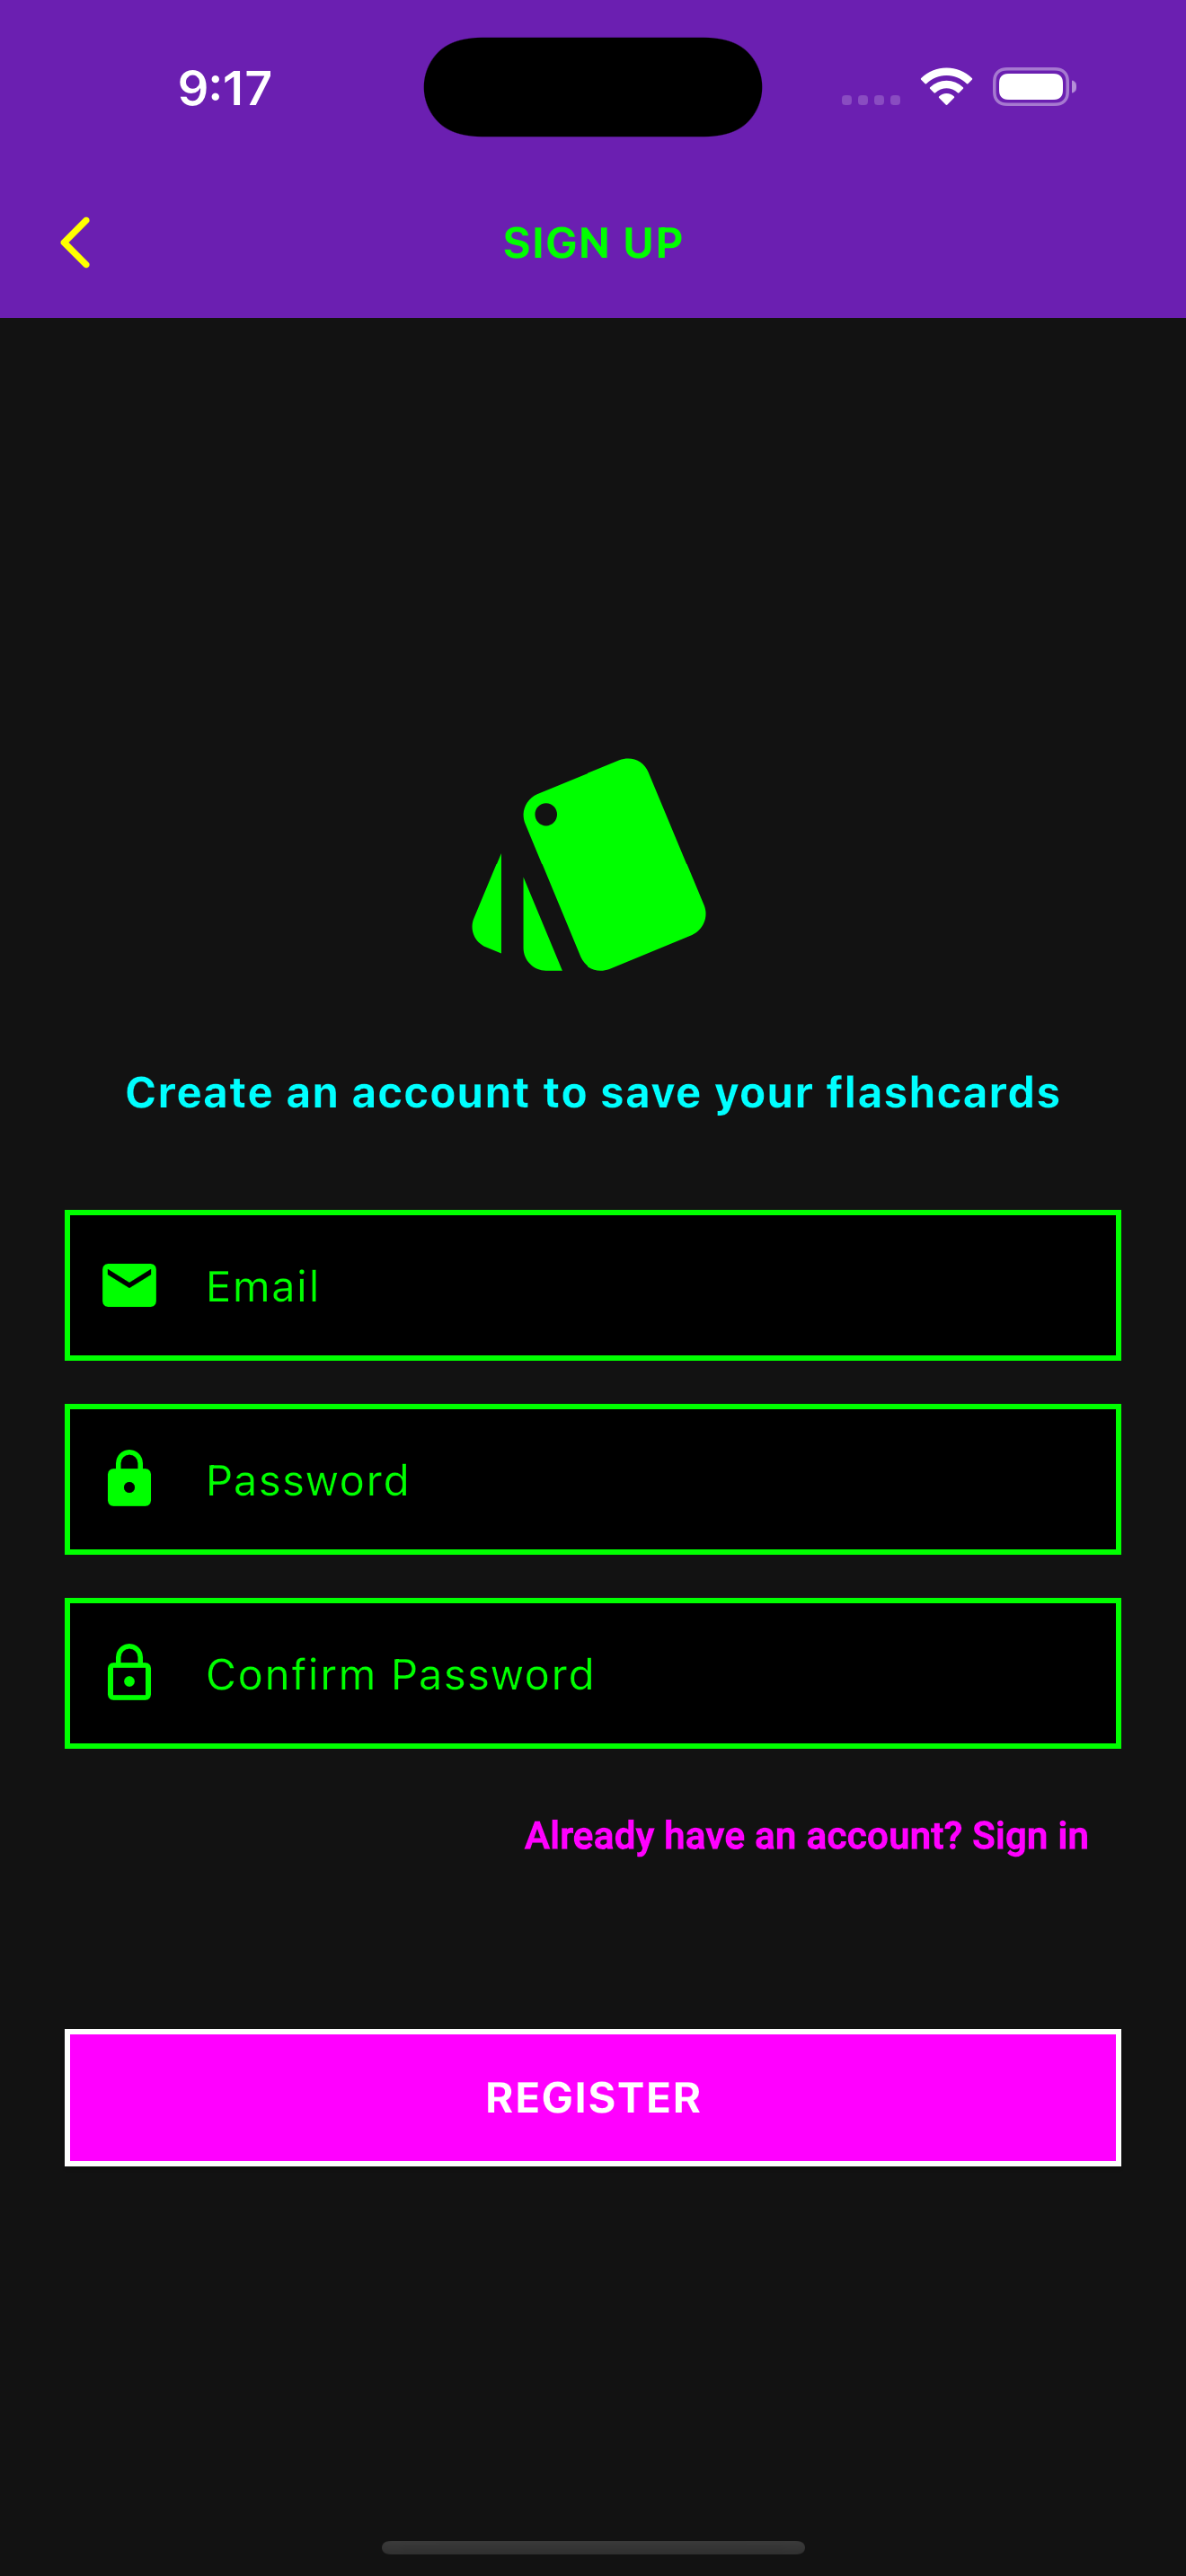 9:17
SIGN UP
Create an account to save your flashcards
Email
Password
Confirm Password
Already have an account? Sign in
REGISTER